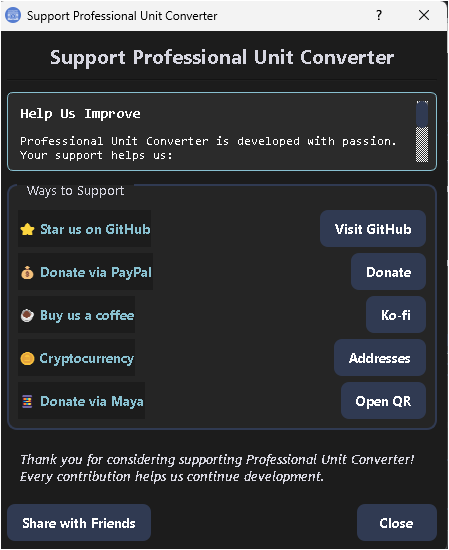 Support Professional Unit Converter
?
Support Professional Unit Converter
Help Us Improve
Professional Unit Converter is developed with passion.
Your support helps us:
Ways to Support
Star us on GitHub
Visit GitHub
Donate via PayPal
Donate
Buy us a coffee
Ko-fi
Cryptocurrency
Addresses
Donate via Maya
Open QR
Thank you for considering supporting Professional Unit Converter!
Every contribution helps us continue development.
Share with Friends
Close